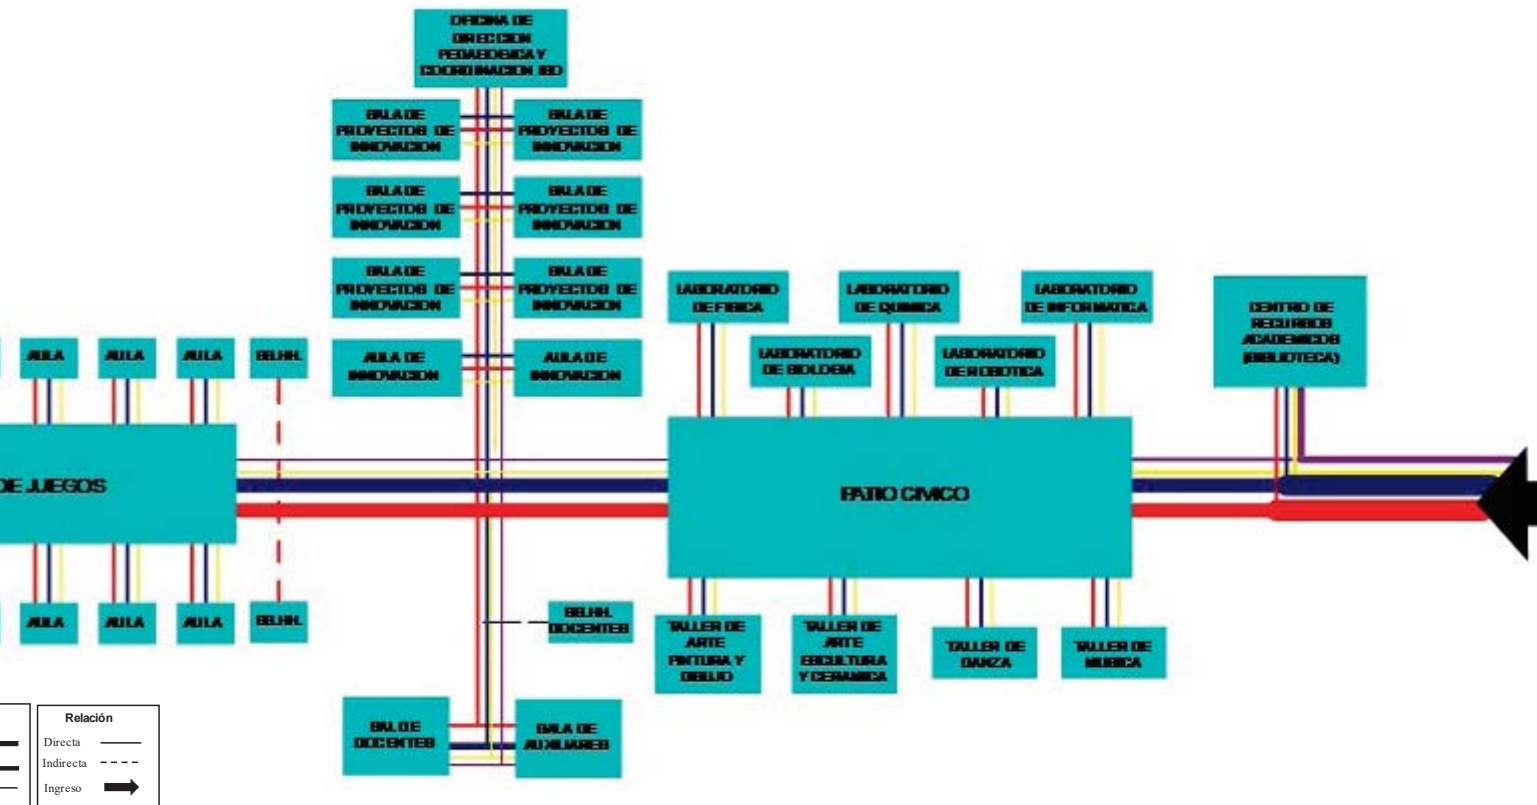 OFICINA DE
DIRECCION
PEDAGOGICA Y
COORDINACION IBO
SALA DE
PROYECTOS DE
INNOVACION
SALA DE
PROYECTOS DE
INNOVACION
SALA DE
PROYECTOS DE
INNOVACION
SALA DE
PROYECTOS DE
INNOVACION
SALA DE
PROYECTOS DE
INNOVACION
SALA DE
PROYECTOS DE
INNOVACION
AULA DE
INNOVACION
AULA DE
INNOVACION
LABORATORIO
DE FISICA
LABORATORIO
DE QUIMICA
LABORATORIO
DE INFORMATICA
LABORATORIO
DE BIOLOGIA
LABORATORIO
DE ROBOTICA
CENTRO DE
RECURSOS
ACADEMICOS
(BIBLIOTECA)
AULA
AULA
AULA
SS.HH.
DE JUEGOS
PATIO CIVICO
AULA
AULA
AULA
SS.HH.
SS.HH.
DOCENTES
TALLER DE
ARTE
PINTURA Y
DIBUJO
TALLER DE
ARTE
ESCULTURA
Y CERAMICA
TALLER DE
DANZA
TALLER DE
MUSICA
SAL DE
DOCENTES
SALA DE
AUXILIARES
Relación
Directa
Indirecta
Ingreso